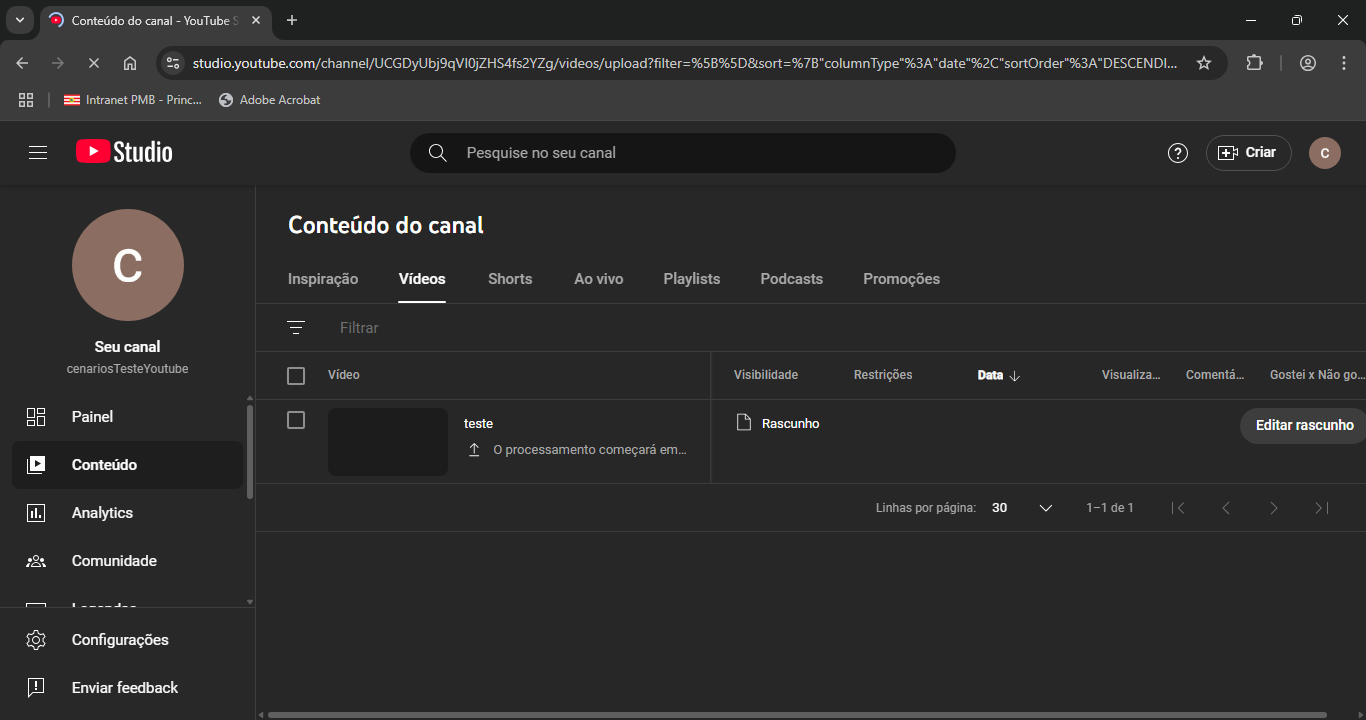 Conteúdo do canal - YouTube S
studio.youtube.com/channel/UCGDyUbj9qVI0jZHS4fs2YZg/videos/upload?filter=%5B%5D&sort=%7B"columnType"%3A"date"%2C"sortOrder"%3A"DESCENDI...
Intranet PMB - Princ... Adobe Acrobat
Studio
Pesquise no seu canal
Criar
C
C
Seu canal
cenariosTesteYoutube
Painel
Conteúdo
Analytics
Comunidade
Legendas
Configurações
Enviar feedback
Conteúdo do canal
Inspiração Vídeos Shorts Ao vivo Playlists Podcasts Promoções
Filtrar
Vídeo Visibilidade Restrições Data Visualiza... Comentá... Gostei x Não go...
teste Rascunho Editar rascunho
O processamento começará em...
Linhas por página: 30 1–1 de 1